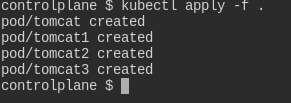 controlplane $ kubectl apply -f .
pod/tomcat created
pod/tomcat1 created
pod/tomcat2 created
pod/tomcat3 created
controlplane $